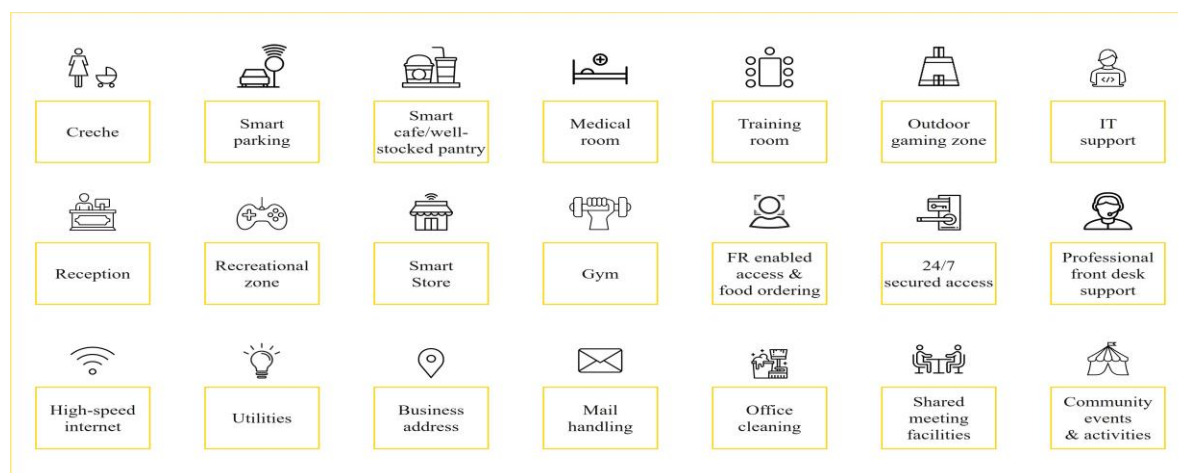 Creche
Smart
parking
Smart
cafe/well-
stocked pantry
Medical
room
Training
room
Outdoor
gaming zone
IT
support
Reception
Recreational
zone
Smart
Store
Gym
FR enabled
access &
food ordering
24/7
secured access
Professional
front desk
support
High-speed
internet
Utilities
Business
address
Mail
handling
Office
cleaning
Shared
meeting
facilities
Community
events
& activities